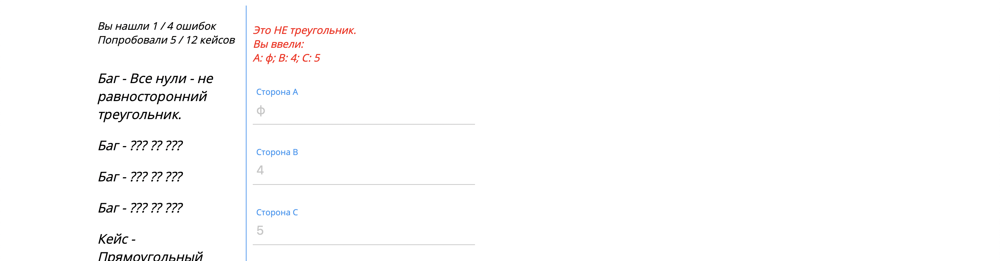 Вы нашли 1 / 4 ошибок
Попробовали 5 / 12 кейсов
Баг - Все нули - не
равносторонний
треугольник.
Баг - ??? ?? ???
Баг - ??? ?? ???
Баг - ??? ?? ???
Кейс -
Прямоугольный
Это НЕ треугольник.
Вы ввели:
A: ф; B: 4; C: 5
Сторона A
ф
Сторона B
4
Сторона C
5